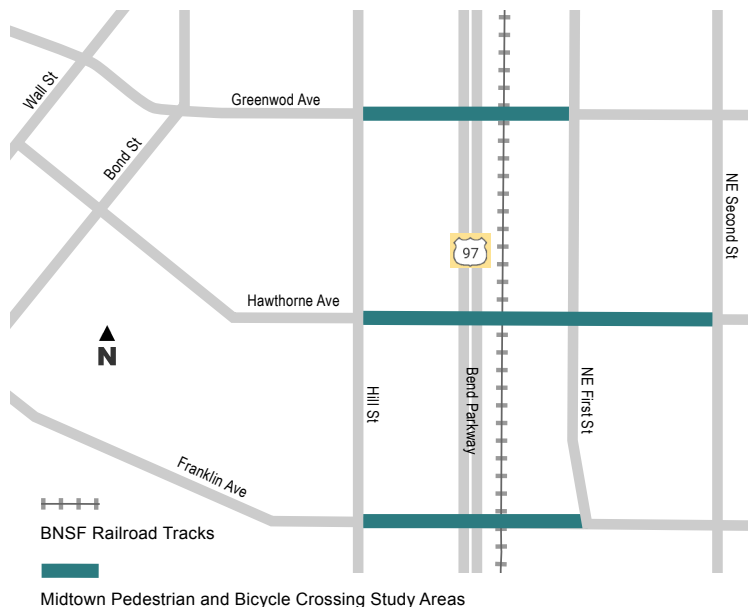 Wall St
Bond St
Greenwod Ave
NE Second St
97
Hawthorne Ave
N
Hill St
Bend Parkway
NE First St
Franklin Ave
BNSF Railroad Tracks
Midtown Pedestrian and Bicycle Crossing Study Areas